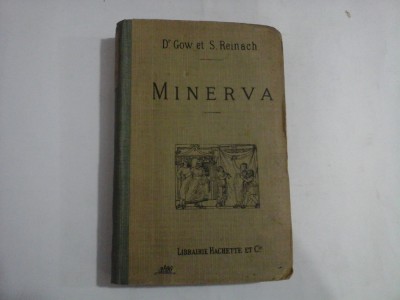 Dr Gow et S. Reinach
MINERVA
LIBRAIRIE HACHETTE ET Cie